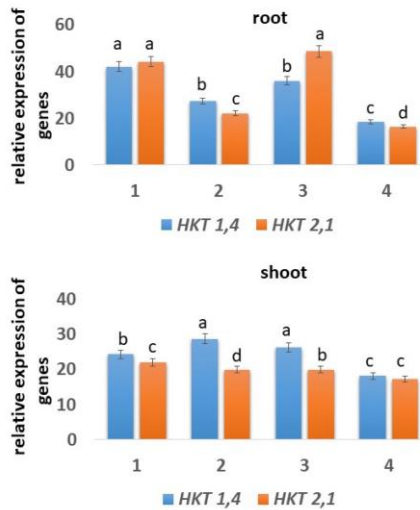 root
relative expression of
genes
60
40
20
0
a a
b c
b a
c d
1 2 3 4
HKT 1,4 HKT 2,1
shoot
relative expression of
genes
40
30
20
10
0
b c
a d
a b
c c
1 2 3 4
HKT 1,4 HKT 2,1